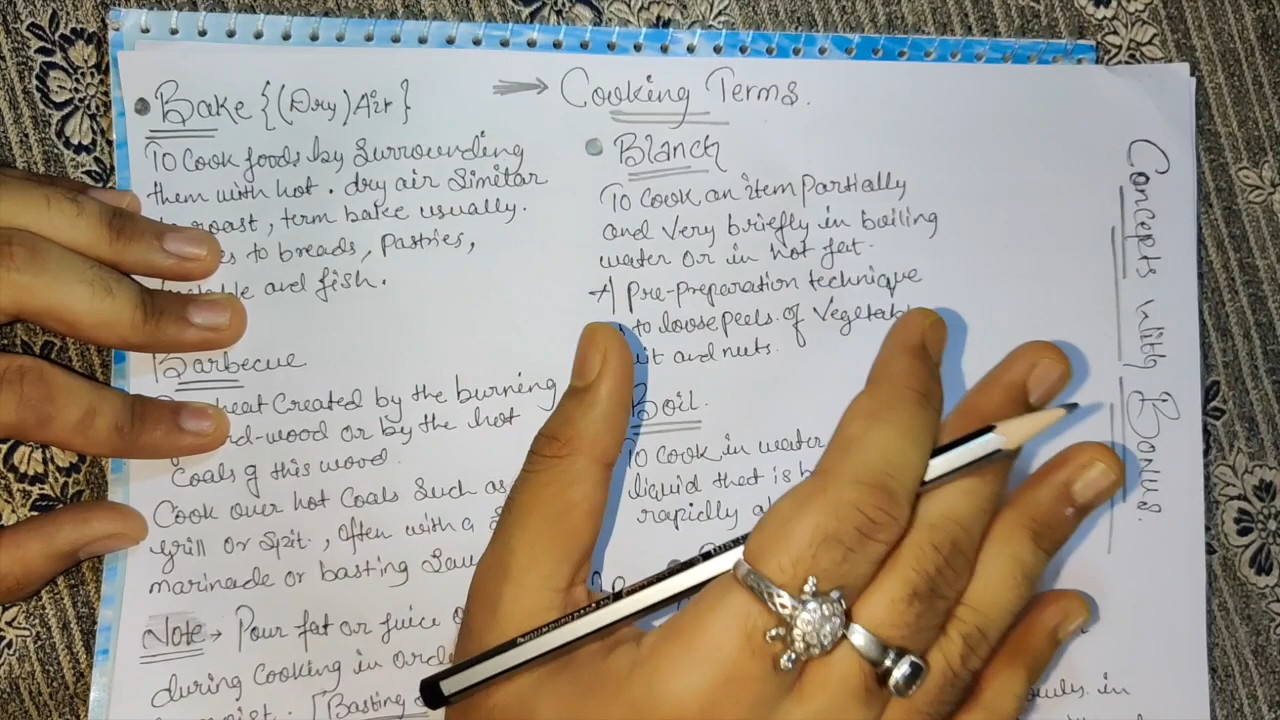 Cooking Terms.
Bake {(Dry) Air}
To Cook foods by Surrounding
them with hot. dry air Similar
roast, term bake usually.
to breads, pastries,
and fish.
Barbecue
heat Created by the burning
wood or by the hot
Coals of this wood.
Cook over hot Coals Such as
grill or Spit, Often with a
marinade or basting
Note → Pour fat or juice
during Cooking in
[Basting
Blanch
To Cook an item Partially
and Very briefly in boiling
water or in hot fat.
Pre-preparation technique
to loose peels of
and nuts.
Boil.
To Cook in water
liquid that is
rapidly
in
Concepts with Bonus.